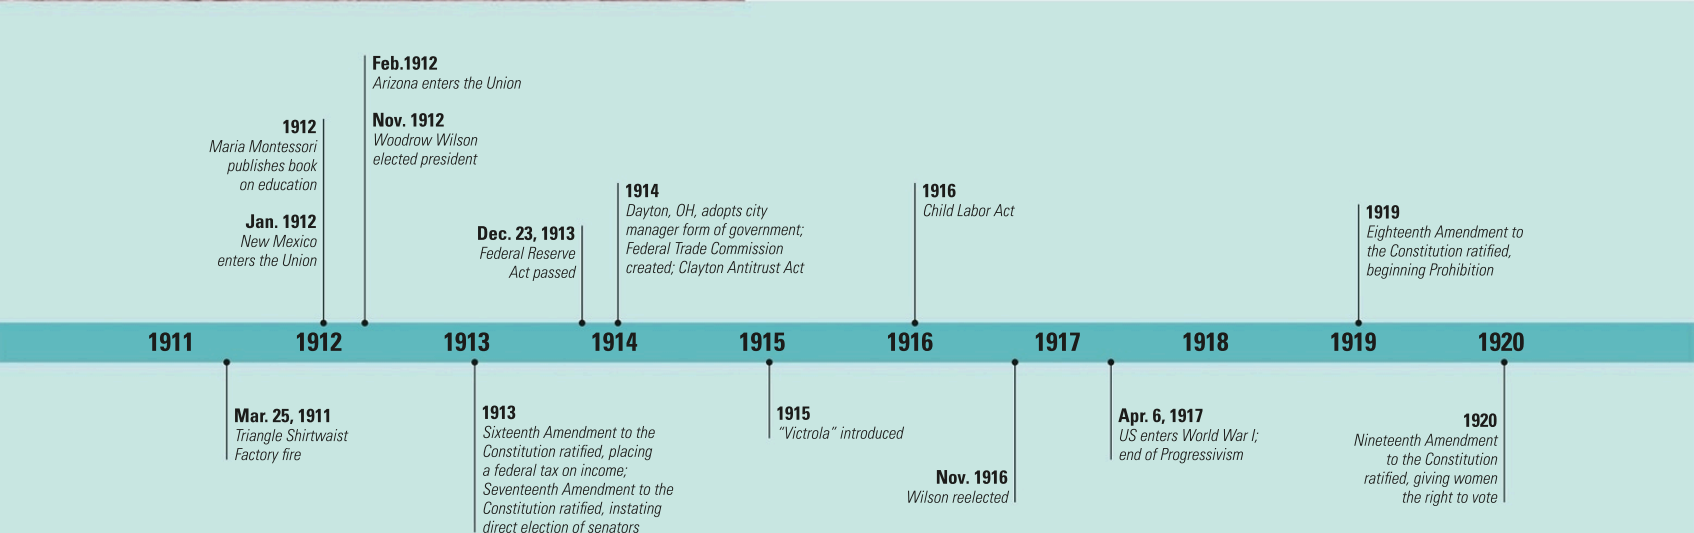 Feb.1912
Arizona enters the Union
Nov. 1912
Woodrow Wilson
elected president
1912
Maria Montessori
publishes book
on education
Jan. 1912
New Mexico
enters the Union
Dec. 23, 1913
Federal Reserve
Act passed
1914
Dayton, OH, adopts city
manager form of government;
Federal Trade Commission
created; Clayton Antitrust Act
1916
Child Labor Act
1919
Eighteenth Amendment to
the Constitution ratified,
beginning Prohibition
1911 1912 1913 1914 1915 1916 1917 1918 1919 1920
Mar. 25, 1911
Triangle Shirtwaist
Factory fire
1913
Sixteenth Amendment to the
Constitution ratified, placing
a federal tax on income;
Seventeenth Amendment to the
Constitution ratified, instating
direct election of senators
1915
“Victrola” introduced
Nov. 1916
Wilson reelected
Apr. 6, 1917
US enters World War I;
end of Progressivism
1920
Nineteenth Amendment
to the Constitution
ratified, giving women
the right to vote